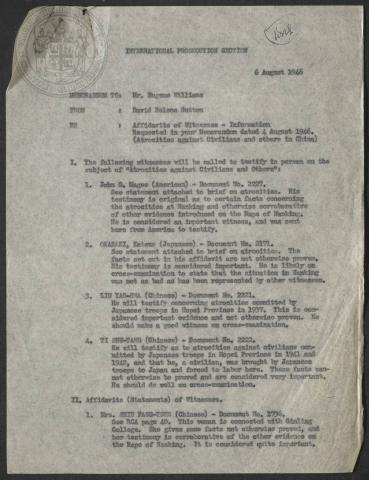 INTERNATIONAL PROSECUTION SECTION
6 August 1946
MEMORANDUM TO: Mr. Eugene Williams
FROM : David Nelson Sutton
RE : Affidavits of Witnesses - Information
Requested in your Memorandum dated 4 August 1946.
(Atrocities against Civilians and others in China)
I. The following witnesses will be called to testify in person on the
subject of "Atrocities against Civilians and Others":
1. John G. Magee (American) - Document No. 2227.
See statement attached to brief on atrocities. His
testimony is original as to certain facts concerning
the atrocities at Nanking and otherwise corroborative
of other evidence introduced on the Rape of Nanking.
He is considered an important witness, and was sent
here from America to testify.
2. OKASAKI, Katsuo (Japanese) - Document No. 2171.
See statement attached to brief on atrocities. The
facts set out in his affidavit are not otherwise proven.
His testimony is considered important. He is likely on
cross-examination to state that the situation in Nanking
was not as bad as has been represented by other witnesses.
3. LIU YAO-HWA (Chinese) - Document No. 2221.
He will testify concerning atrocities committed by
Japanese troops in Hopei Province in 1937. This is con-
sidered important evidence and not otherwise proven. He
should make a good witness on cross-examination.
4. TI SHU-TANG (Chinese) - Document No. 2222.
He will testify as to atrocities against civilians com-
mitted by Japanese troops in Hopei Province in 1941 and
1942, and that he, a civilian, was brought by Japanese
troops to Japan and forced to labor here. These facts can-
not otherwise be proved and are considered very important.
He should do well on cross-examination.
II. Affidavits (Statements) of Witnesses.
1. Mrs. SHUI FANG-TSEN (Chinese) - Document No. 1734.
See RCA page 40. This woman is connected with Ginling
College. She gives some facts not otherwise proved, and
her testimony is corroborative of the other evidence on
the Rape of Nanking. It is considered quite important.